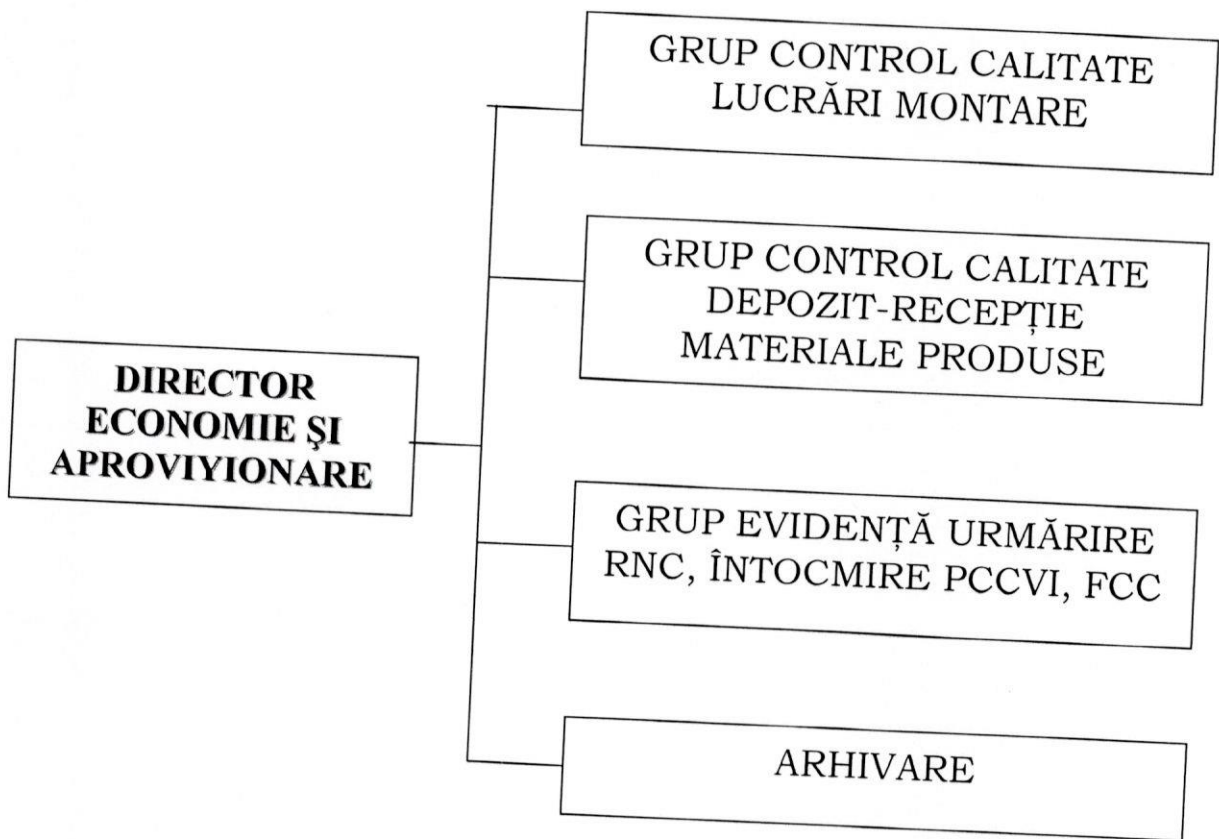 GRUP CONTROL CALITATE
LUCRĂRI MONTARE
GRUP CONTROL CALITATE
DEPOZIT-RECEPȚIE
MATERIALE PRODUSE
DIRECTOR
ECONOMIE ŞI
APROVIYIONARE
GRUP EVIDENȚĂ URMĂRIRE
RNC, ÎNTOCMIRE PCCVI, FCC
ARHIVARE